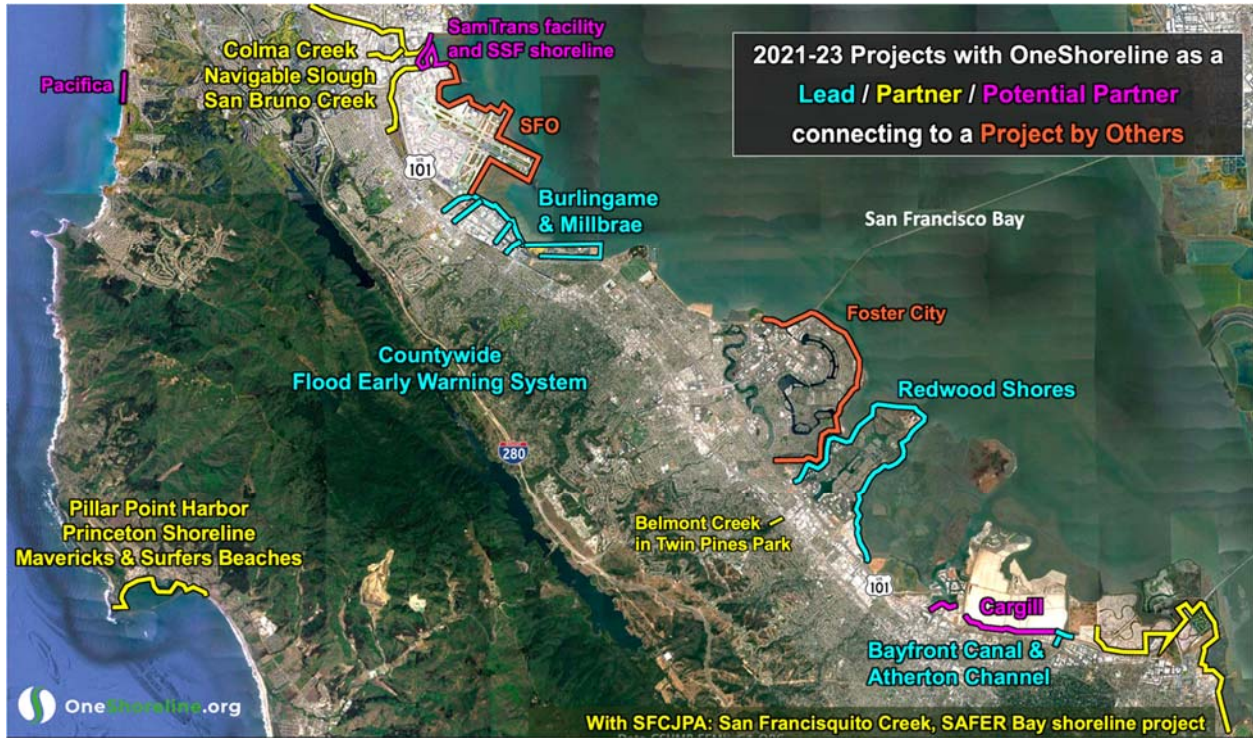 SamTrans facility
and SSF shoreline
Colma Creek
Navigable Slough
San Bruno Creek
Pacifica
2021-23 Projects with OneShoreline as a
Lead / Partner / Potential Partner
connecting to a Project by Others
SFO
101
Burlingame
& Millbrae
San Francisco Bay
Foster City
Countywide
Flood Early Warning System
Redwood Shores
280
Pillar Point Harbor
Princeton Shoreline
Mavericks & Surfers Beaches
Belmont Creek
in Twin Pines Park
101
Cargill
Bayfront Canal &
Atherton Channel
OneShoreline.org
With SFCJPA: San Francisquito Creek, SAFER Bay shoreline project